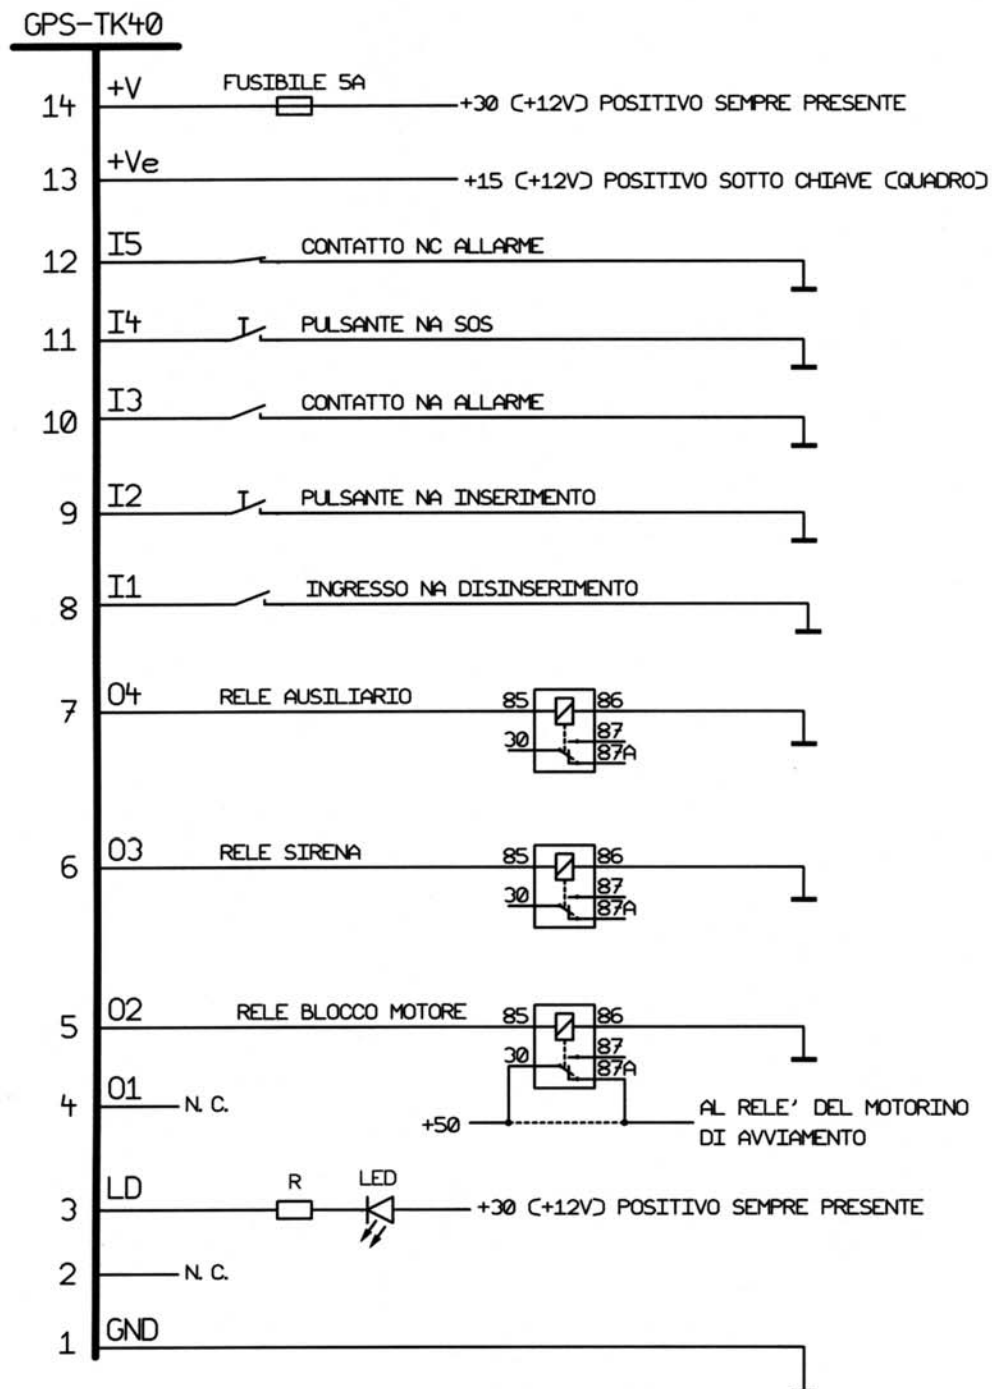 GPS-TK40
14 +V FUSIBILE 5A +30 (+12V) POSITIVO SEMPRE PRESENTE
13 +Ve +15 (+12V) POSITIVO SOTTO CHIAVE (QUADRO)
12 I5 CONTATTO NC ALLARME
11 I4 PULSANTE NA SOS
10 I3 CONTATTO NA ALLARME
9 I2 PULSANTE NA INSERIMENTO
8 I1 INGRESSO NA DISINSERIMENTO
7 O4 RELE AUSILIARIO 85 86
30 87
87A
6 O3 RELE SIRENA 85 86
30 87
87A
5 O2 RELE BLOCCO MOTORE 85 86
30 87
87A
4 O1 N.C.
+50 AL RELE' DEL MOTORINO
DI AVVIAMENTO
3 LD R LED +30 (+12V) POSITIVO SEMPRE PRESENTE
2 N.C.
1 GND